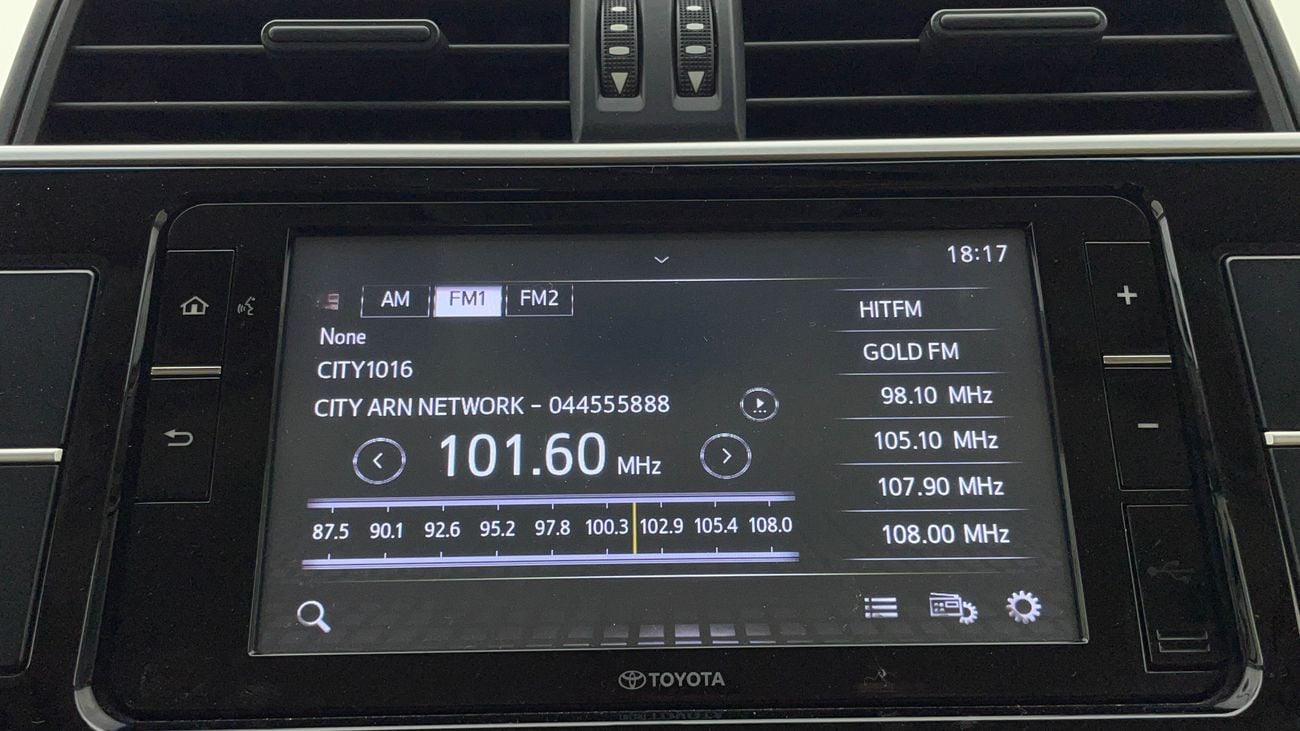 18:17
AM FM1 FM2
None
CITY1016
CITY ARN NETWORK - 044555888
101.60 MHz
87.5 90.1 92.6 95.2 97.8 100.3 102.9 105.4 108.0
HITFM
GOLD FM
98.10 MHz
105.10 MHz
107.90 MHz
108.00 MHz
TOYOTA